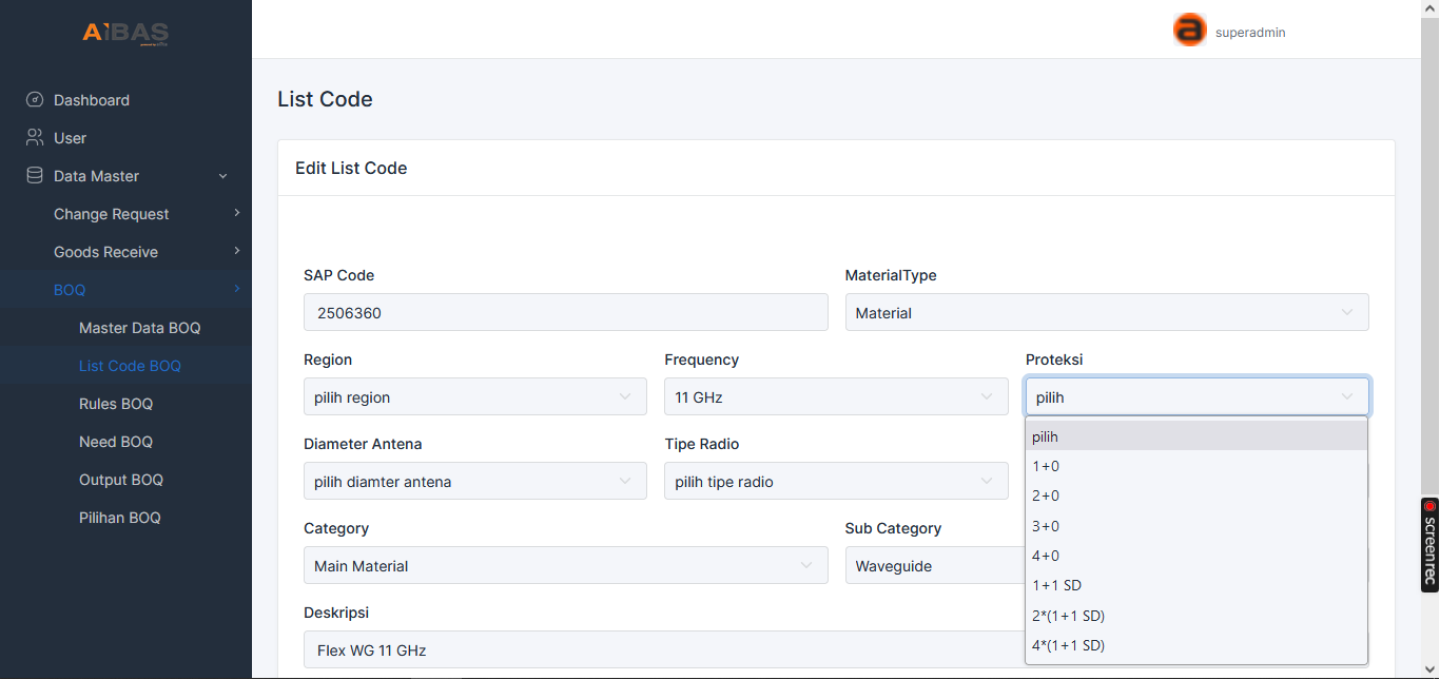 AIBAS
superadmin
Dashboard
User
Data Master
Change Request
Goods Receive
BOQ
Master Data BOQ
List Code BOQ
Rules BOQ
Need BOQ
Output BOQ
Pilihan BOQ
List Code
Edit List Code
SAP Code
2506360
MaterialType
Material
Region
pilih region
Frequency
11 GHz
Proteksi
pilih
pilih
1+0
2+0
3+0
4+0
1+1 SD
2*(1+1 SD)
4*(1+1 SD)
Diameter Antena
pilih diamter antena
Tipe Radio
pilih tipe radio
Category
Main Material
Sub Category
Waveguide
Deskripsi
Flex WG 11 GHz
screenrec